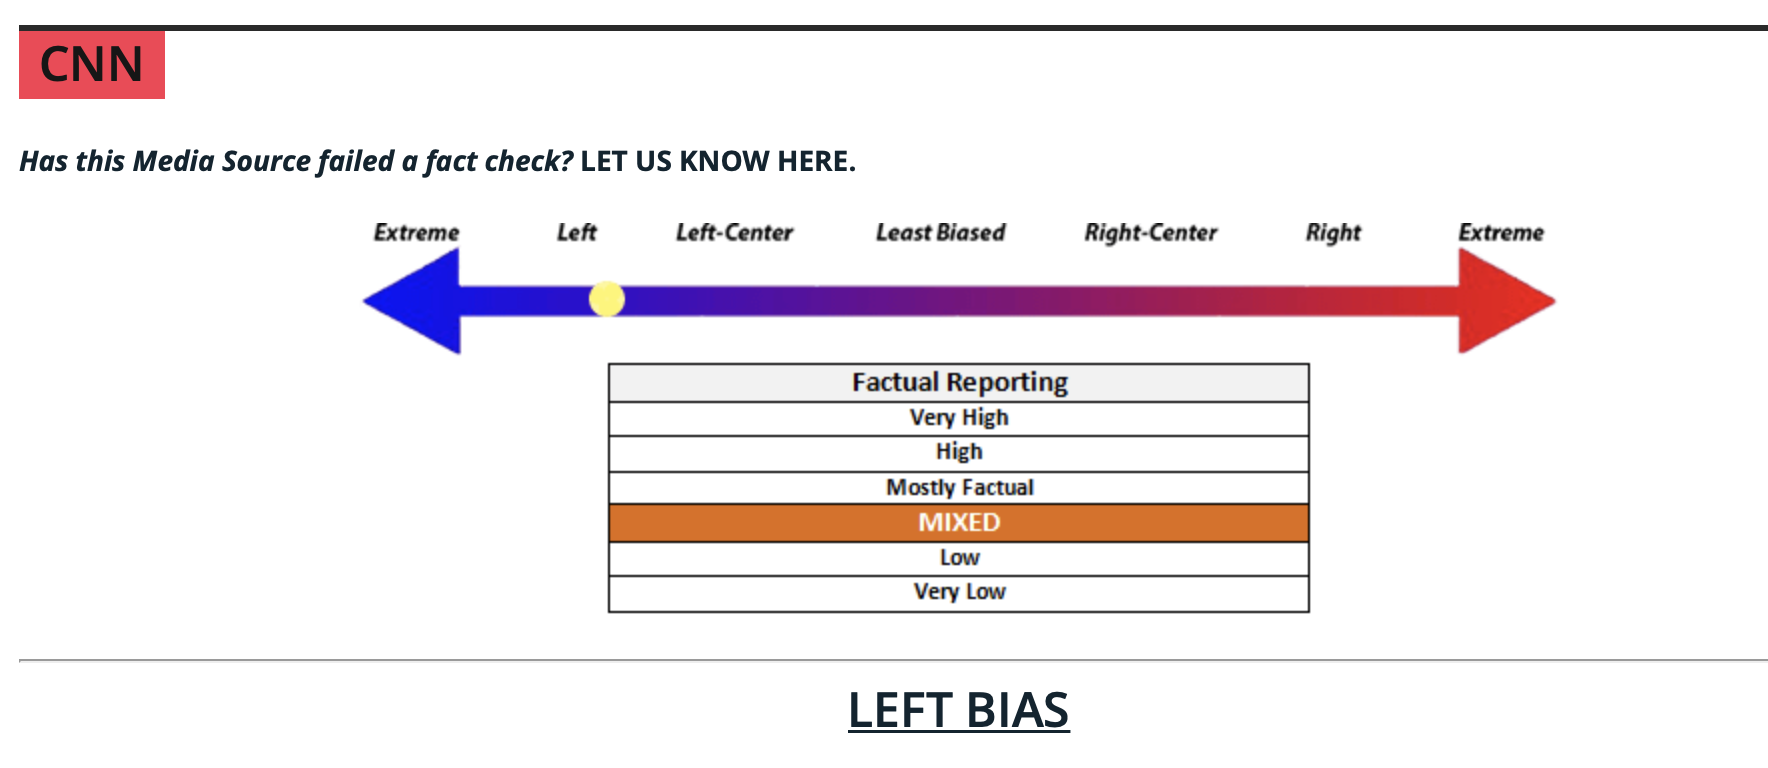 CNN
Has this Media Source failed a fact check? LET US KNOW HERE.
Extreme Left Left-Center Least Biased Right-Center Right Extreme
Factual Reporting
Very High
High
Mostly Factual
MIXED
Low
Very Low
LEFT BIAS